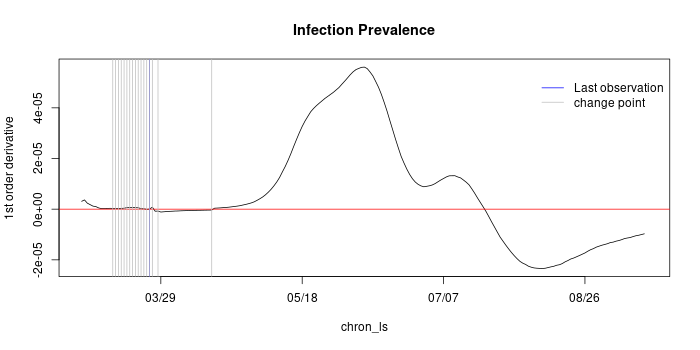 Infection Prevalence
1st order derivative
4e-05
2e-05
0e+00
-2e-05
Last observation
change point
03/29
05/18
07/07
08/26
chron_ls